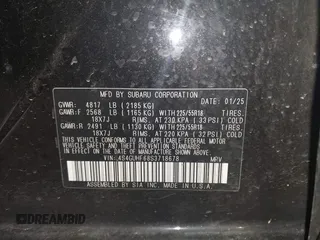 MFD BY SUBARU CORPORATION DATE: 01/25
GVWR: 4817 LB (2185 KG)
GAWR:F 2568 LB (1165 KG) WITH 225/55R18 TIRES,
18X7J RIMS, AT 230 KPA (33 PSI) COLD
GAWR:R 2491 LB (1130 KG) WITH 225/55R18 TIRES,
18X7J RIMS, AT 220 KPA (32 PSI) COLD
THIS VEHICLE CONFORMS TO ALL APPLICABLE FEDERAL MOTOR
VEHICLE SAFETY, BUMPER, AND THEFT PREVENTION STANDARDS IN
EFFECT ON THE DATE OF MANUFACTURE SHOWN ABOVE.
VIN: 4S4GUHF68S3718678 MPV
ASSEMBLED BY SIA INC. MADE IN U.S.A
DREAMBID